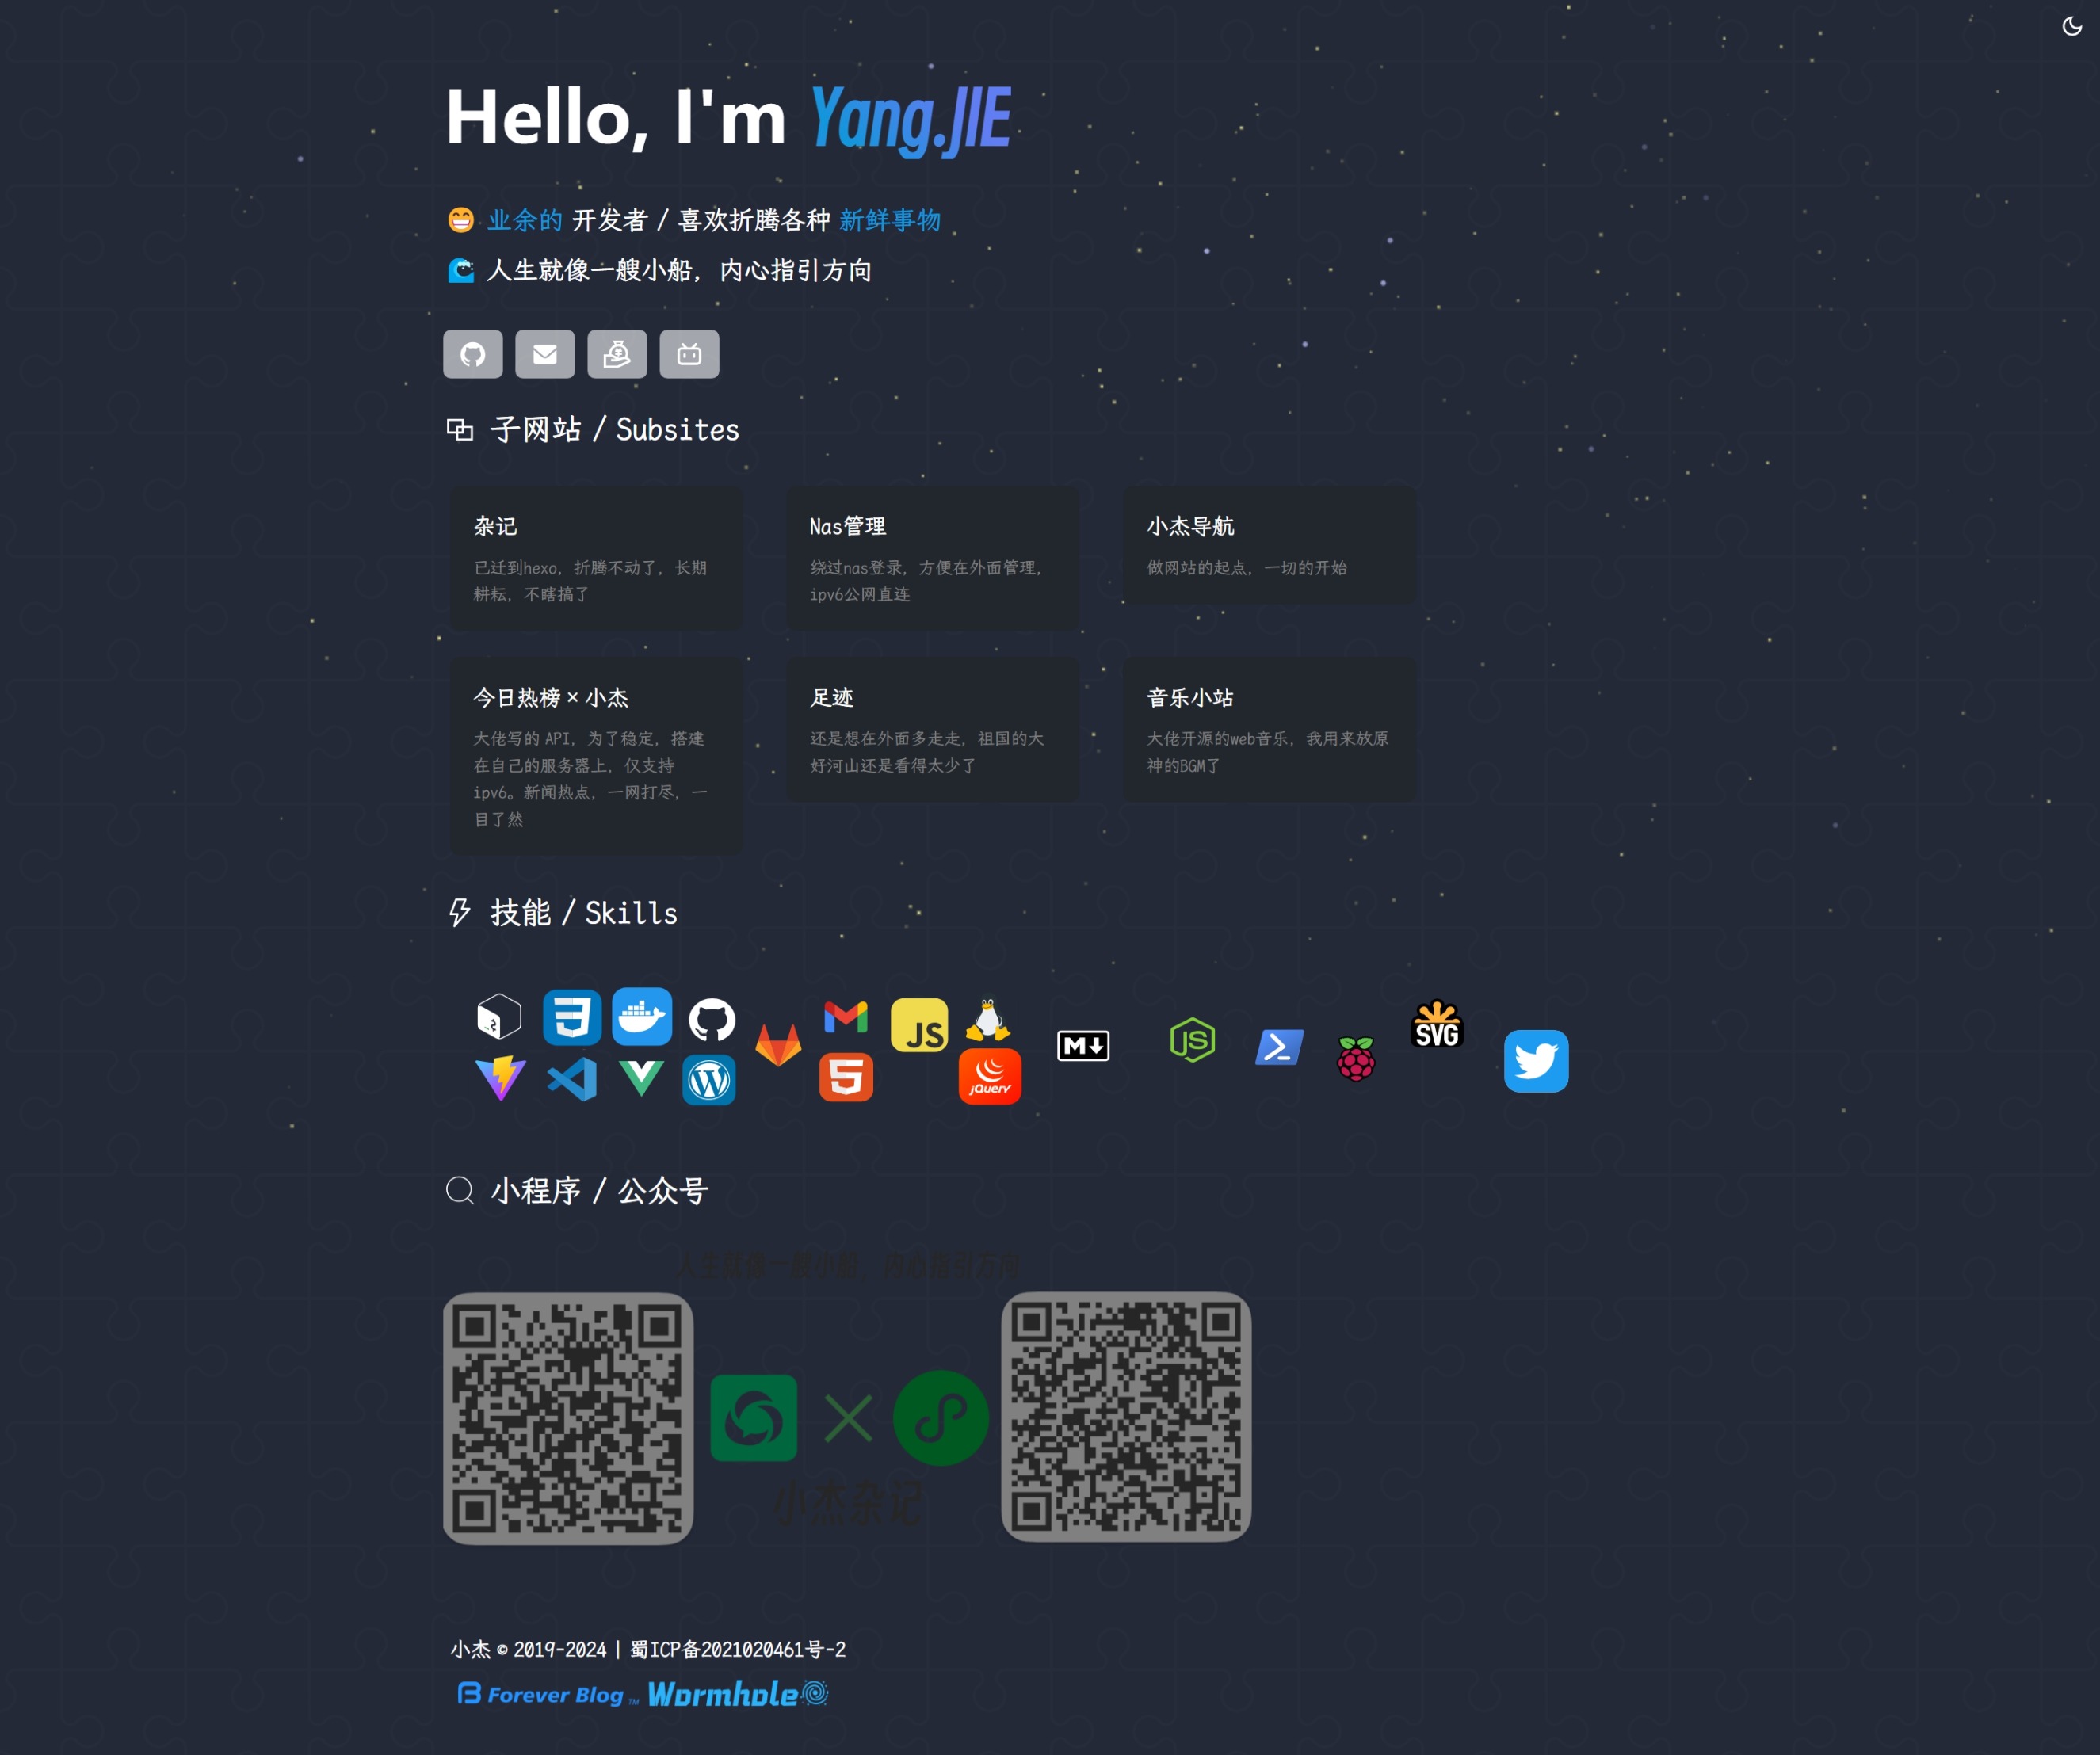 Hello, I'm Yang.JIE
业余的 开发者 / 喜欢折腾各种 新鲜事物
人生就像一艘小船，内心指引方向
子网站 / Subsites
杂记
已迁到hexo，折腾不动了，长期
耕耘，不瞎搞了
Nas管理
绕过nas登录，方便在外面管理，
ipv6公网直连
小杰导航
做网站的起点，一切的开始
今日热榜 × 小杰
大佬写的 API，为了稳定，搭建
在自己的服务器上，仅支持
ipv6。新闻热点，一网打尽，一
目了然
足迹
还是想在外面多走走，祖国的大
好河山还是看得太少了
音乐小站
大佬开源的web音乐，我用来放原
神的BGM了
技能 / Skills
JS
SVG
M
JS
jQuery
小程序 / 公众号
人生就像一艘小船，内心指引方向
小杰杂记
小杰 © 2019-2024 | 蜀ICP备2021020461号-2
Forever Blog TM Wormhole